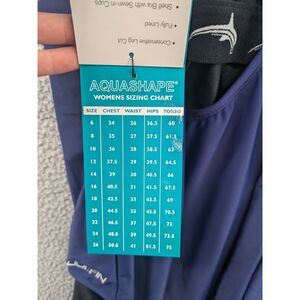 • Conservative Leg Cut
• Fully Lined
• Shelf Bra with Sewn-in Cups
AQUASHAPE®
WOMENS SIZING CHART
SIZE CHEST WAIST HIPS TORSO
6 34 26 36.5 60
8 35 27 37.5 61.5
10 36 28 38.5 63
12 37.5 29 39.5 64.5
14 39 30 40.5 66
16 40.5 31 41.5 67.5
18 42.5 33 43.5 69
20 44.5 35 45.5 70.5
22 46.5 37 47.5 72
24 48.5 39 49.5 73.5
26 50.5 41 51.5 75
DOLFIN